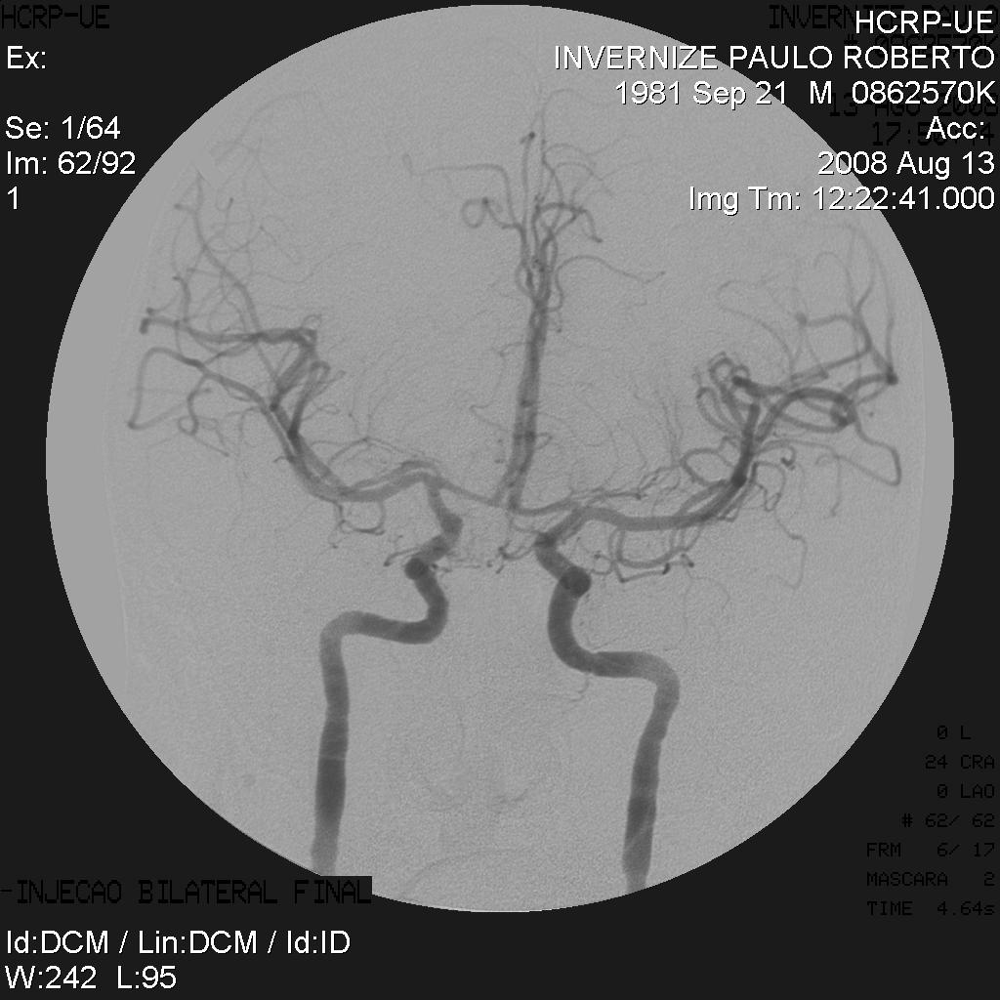 HCRP-UE
HCRP-UE
INVERNIZE PAULO
Ex:
INVERNIZE PAULO ROBERTO
1981 Sep 21 M 0862570K
Se: 1/64
Acc:
Im: 62/92
2008 Aug 13
1
Img Tm: 12:22:41.000
0 L
24 CRA
0 LAO
# 62/ 62
FRM 6/ 17
MASCARA 2
TIME 4.64s
-INJECAO BILATERAL FINAL
Id:DCM / Lin:DCM / Id:ID
W:242 L:95